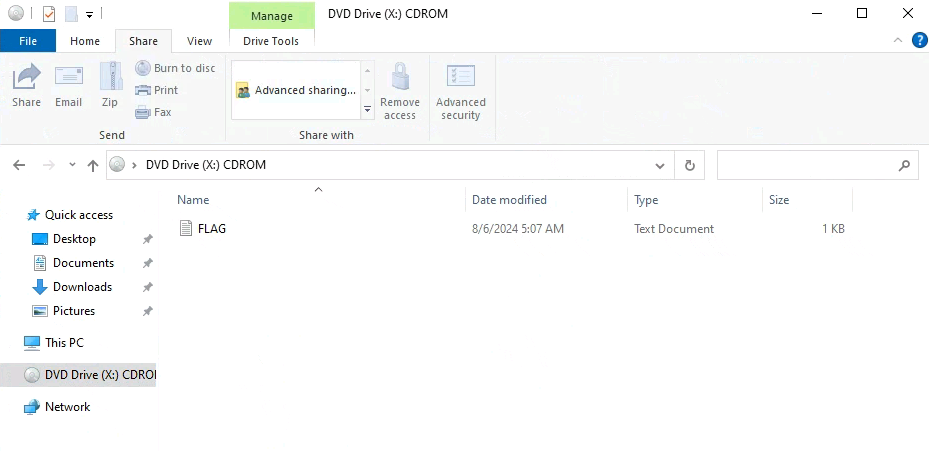 Manage
DVD Drive (X:) CDROM
File
Home
Share
View
Drive Tools
?
Share
Email
Zip
Burn to disc
Print
Fax
Send
Advanced sharing...
Share with
Remove
access
Advanced
security
DVD Drive (X:) CDROM
Name
Date modified
Type
Size
FLAG
8/6/2024 5:07 AM
Text Document
1 KB
Quick access
Desktop
Documents
Downloads
Pictures
This PC
DVD Drive (X:) CDRO
Network